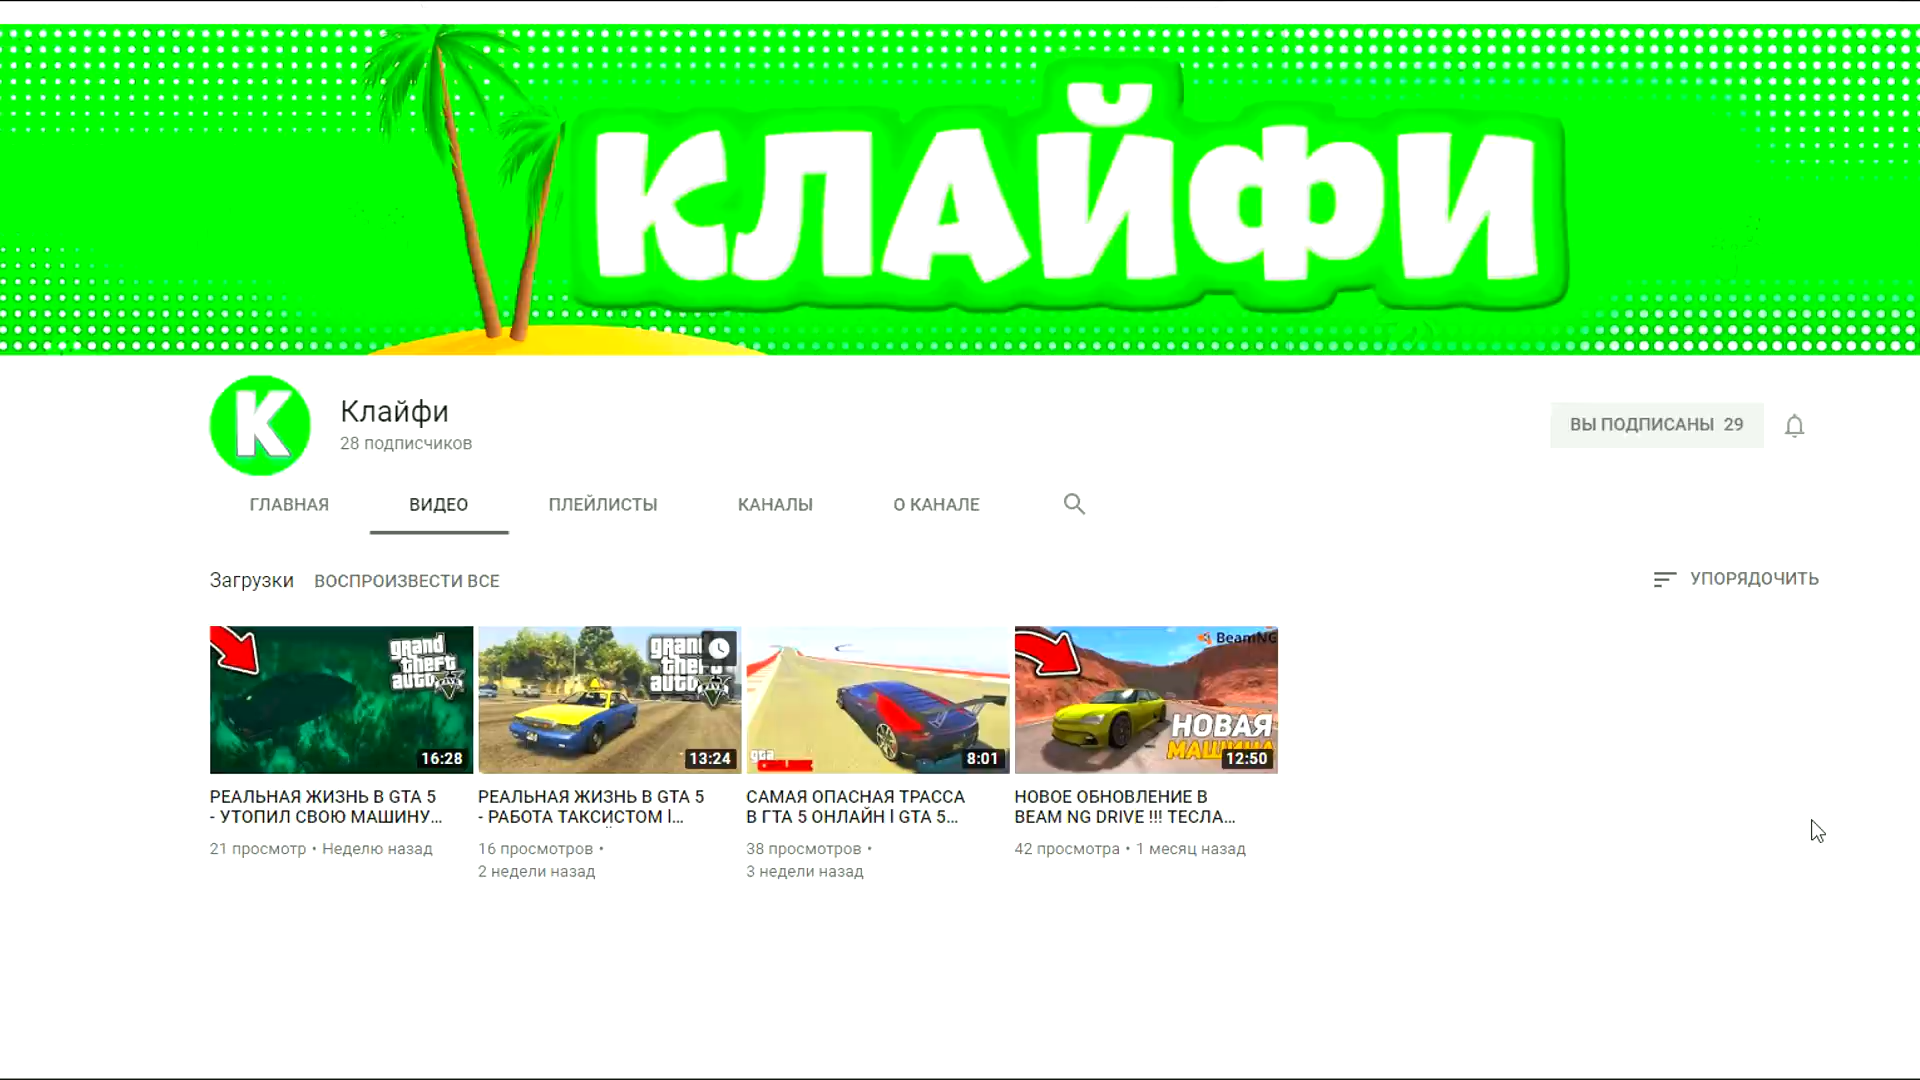 КЛАЙФИ
К
Клайфи
28 подписчиков
ВЫ ПОДПИСАНЫ 29
ГЛАВНАЯ ВИДЕО ПЛЕЙЛИСТЫ КАНАЛЫ О КАНАЛЕ
Загрузки ВОСПРОИЗВЕСТИ ВСЕ
УПОРЯДОЧИТЬ
grand
theft
auto
16:28
РЕАЛЬНАЯ ЖИЗНЬ В GTA 5
- УТОПИЛ СВОЮ МАШИНУ...
21 просмотр • Неделю назад
auto
13:24
РЕАЛЬНАЯ ЖИЗНЬ В GTA 5
- РАБОТА ТАКСИСТОМ l...
16 просмотров •
2 недели назад
gta
8:01
САМАЯ ОПАСНАЯ ТРАССА
В ГТА 5 ОНЛАЙН l GTA 5...
38 просмотров •
3 недели назад
BeamNG
НОВАЯ
МАШИНА
12:50
НОВОЕ ОБНОВЛЕНИЕ В
BEAM NG DRIVE !!! ТЕСЛА...
42 просмотра • 1 месяц назад